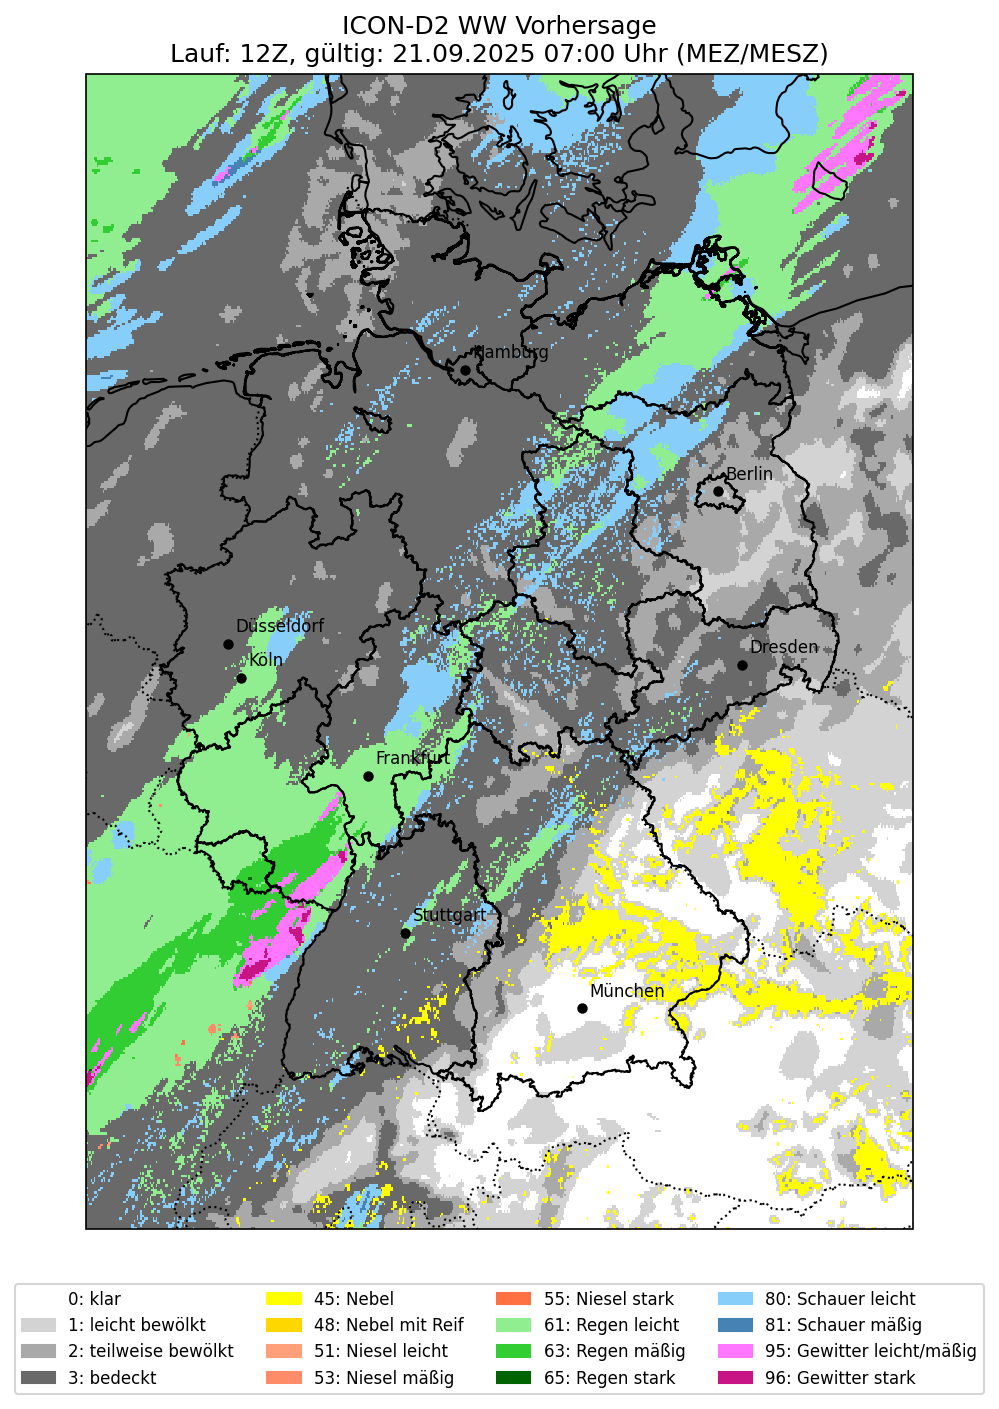 ICON-D2 WW Vorhersage
Lauf: 12Z, gültig: 21.09.2025 07:00 Uhr (MEZ/MESZ)
Hamburg
Berlin
Düsseldorf
Köln
Dresden
Frankfurt
Stuttgart
München
0: klar
1: leicht bewölkt
2: teilweise bewölkt
3: bedeckt
45: Nebel
48: Nebel mit Reif
51: Niesel leicht
53: Niesel mäßig
55: Niesel stark
61: Regen leicht
63: Regen mäßig
65: Regen stark
80: Schauer leicht
81: Schauer mäßig
95: Gewitter leicht/mäßig
96: Gewitter stark